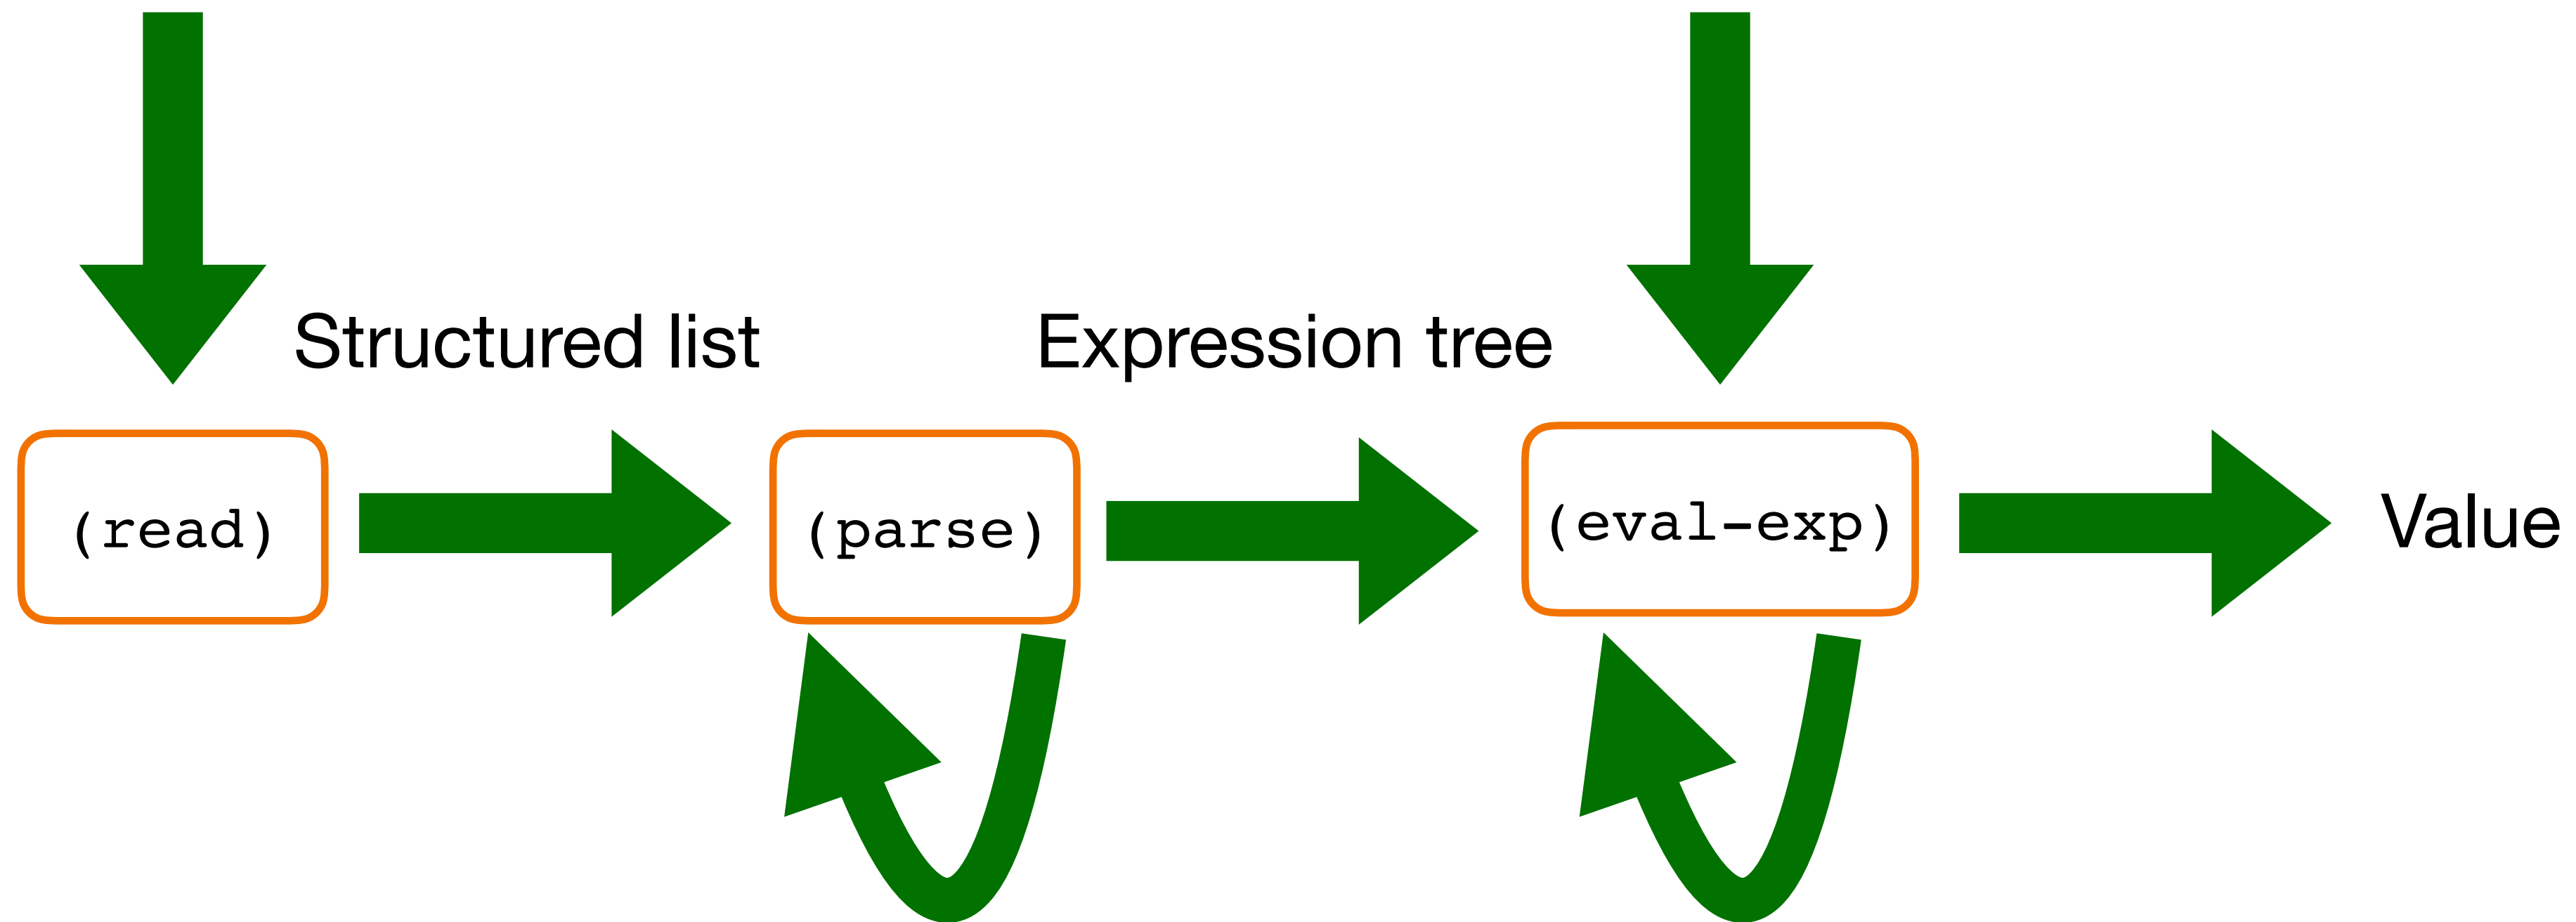 Structured list
Expression tree
(read)
(parse)
(eval-exp)
Value